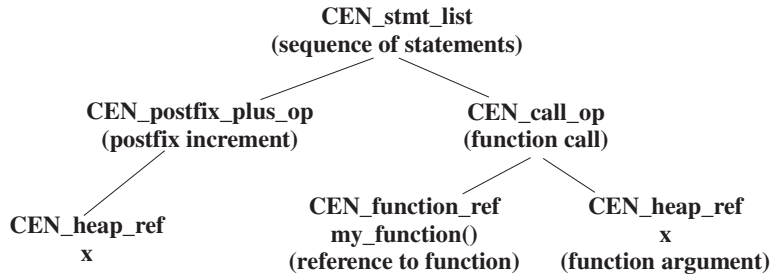 CEN_stmt_list
(sequence of statements)
CEN_postfix_plus_op
(postfix increment)
CEN_call_op
(function call)
CEN_heap_ref
x
CEN_function_ref
my_function()
(reference to function)
CEN_heap_ref
x
(function argument)